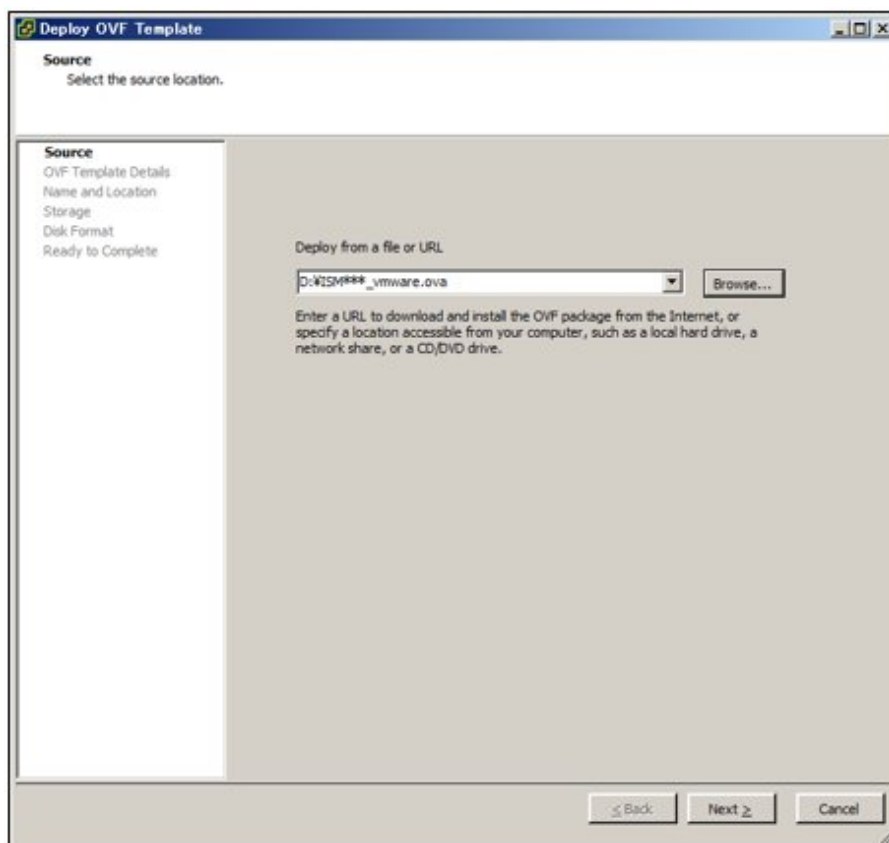 Deploy OVF Template
Source
Select the source location.
Source
OVF Template Details
Name and Location
Storage
Disk Format
Ready to Complete
Deploy from a file or URL
D:¥ISM***_vmware.ova
Browse...
Enter a URL to download and install the OVF package from the Internet, or
specify a location accessible from your computer, such as a local hard drive, a
network share, or a CD/DVD drive.
≤ Back
Next ≥
Cancel